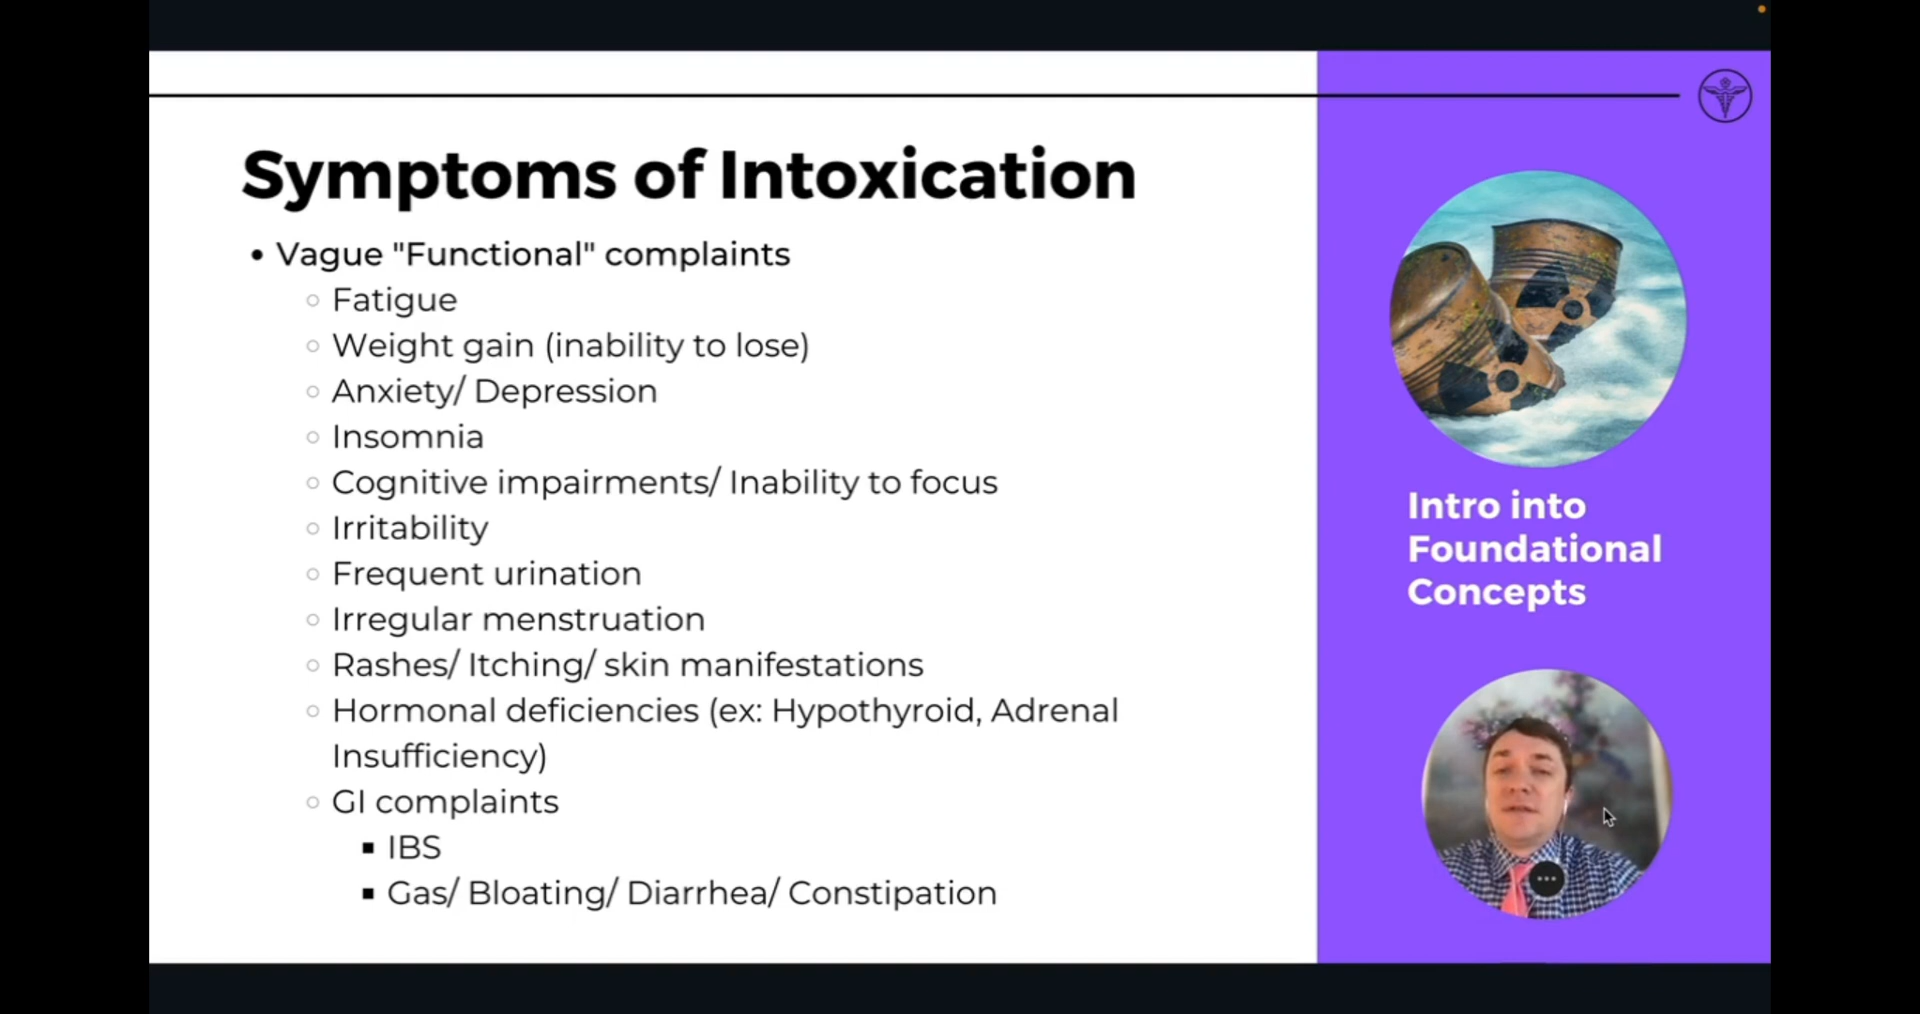 Symptoms of Intoxication
• Vague "Functional" complaints
○ Fatigue
○ Weight gain (inability to lose)
○ Anxiety/ Depression
○ Insomnia
○ Cognitive impairments/ Inability to focus
○ Irritability
○ Frequent urination
○ Irregular menstruation
○ Rashes/ Itching/ skin manifestations
○ Hormonal deficiencies (ex: Hypothyroid, Adrenal
Insufficiency)
○ GI complaints
▪ IBS
▪ Gas/ Bloating/ Diarrhea/ Constipation
Intro into
Foundational
Concepts